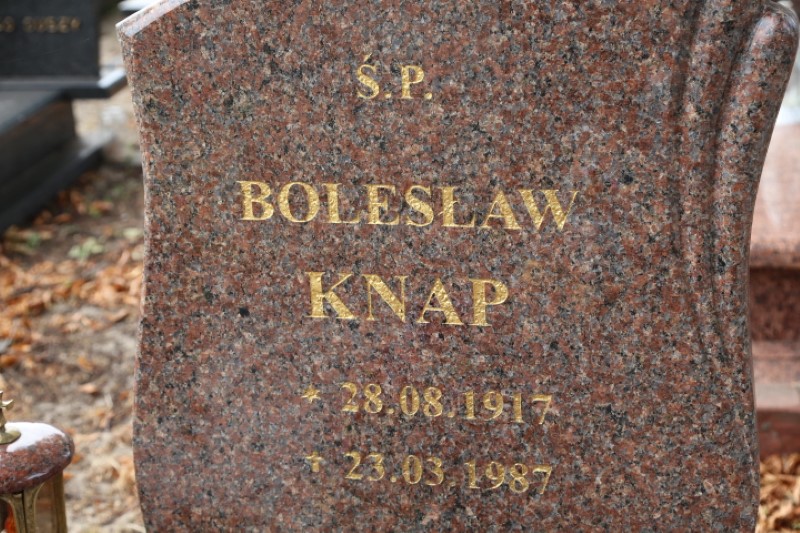 Ś.P.
BOLESŁAW
KNAP
* 28.08.1917
† 23.03.1987